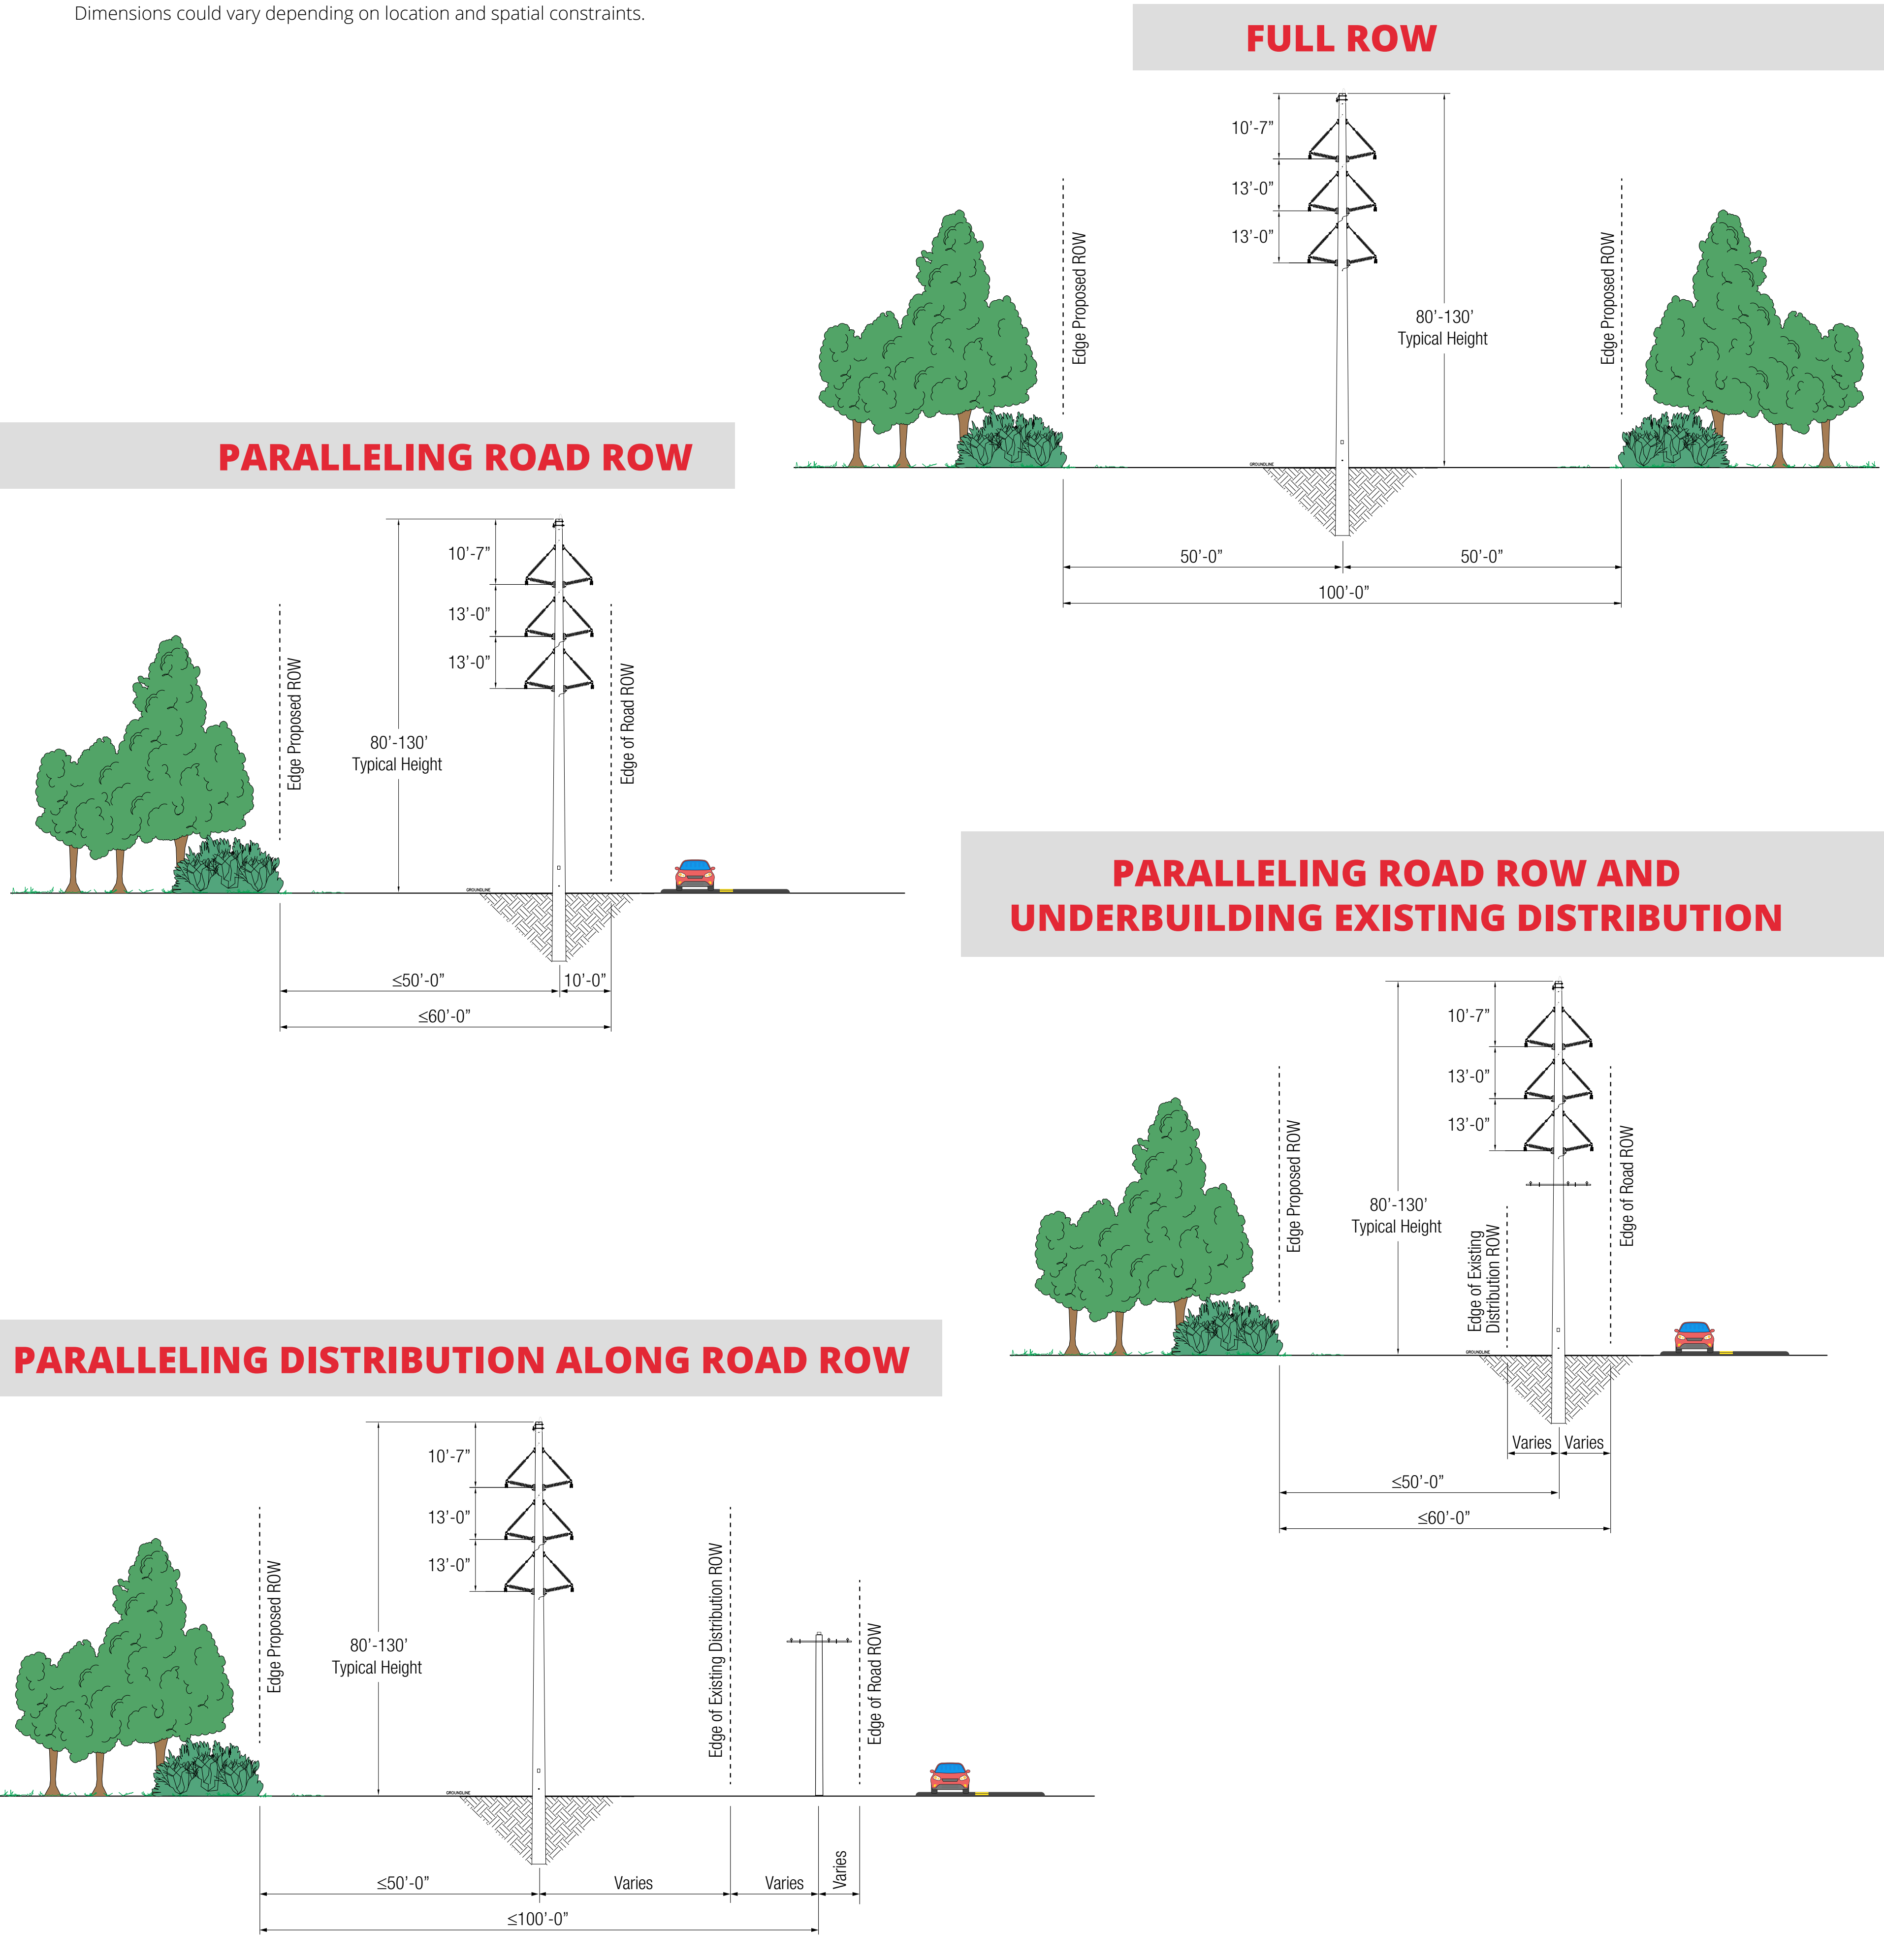 Dimensions could vary depending on location and spatial constraints.
FULL ROW
10’-7”
13’-0”
13’-0”
Edge Proposed ROW
Edge Proposed ROW
80’-130’
Typical Height
GROUNDLINE
50’-0”
50’-0”
100’-0”
PARALLELING ROAD ROW
10’-7”
13’-0”
13’-0”
Edge Proposed ROW
Edge of Road ROW
80’-130’
Typical Height
GROUNDLINE
≤50’-0”
10’-0”
≤60’-0”
PARALLELING ROAD ROW AND
UNDERBUILDING EXISTING DISTRIBUTION
10’-7”
13’-0”
13’-0”
Edge Proposed ROW
Edge of Road ROW
80’-130’
Typical Height
Edge of Existing
Distribution ROW
GROUNDLINE
Varies
Varies
≤50’-0”
≤60’-0”
PARALLELING DISTRIBUTION ALONG ROAD ROW
10’-7”
13’-0”
13’-0”
Edge Proposed ROW
80’-130’
Typical Height
Edge of Existing Distribution ROW
Edge of Road ROW
GROUNDLINE
≤50’-0”
Varies
Varies
Varies
≤100’-0”